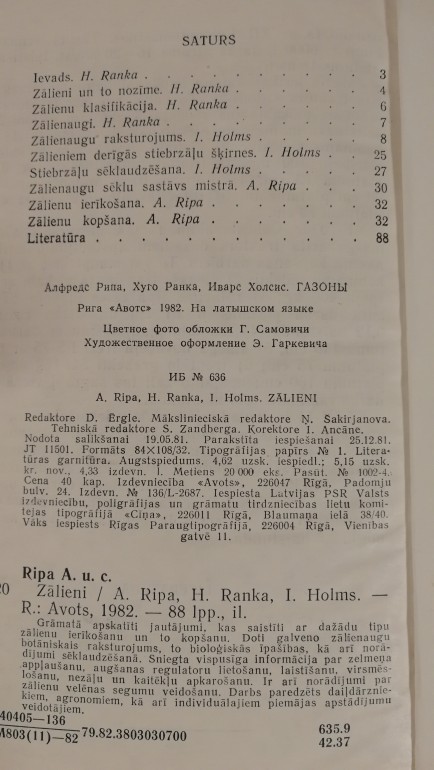 SATURS
Ievads. H. Ranka . . . . . . . . . . 3
Zālieni un to nozīme. H. Ranka . . . . . 4
Zālienu klasifikācija. H. Ranka . . . . . 6
Zālienaugi. H. Ranka . . . . . . . . . 7
Zālienaugu raksturojums. I. Holms . . . . . 8
Zālieniem derīgās stiebrzāļu šķirnes. I. Holms . . . 25
Stiebrzāļu sēklaudzēšana. I. Holms . . . . . 27
Zālienaugu sēklu sastāvs mistrā. A. Ripa . . . 30
Zālienu ierīkošana. A. Ripa . . . . . . . 32
Zālienu kopšana. A. Ripa . . . . . . . 32
Literatūra . . . . . . . . . . . . . 88
Алфредс Рипа, Хуго Ранка, Иварс Холсис. ГАЗОНЫ
Рига «Авотс» 1982. На латышском языке
Цветное фото обложки Г. Самовичи
Художественное оформление Э. Гаркевича
ИБ № 636
A. Ripa, H. Ranka, I. Holms. ZĀLIENI
Redaktore D. Ērgle. Mākslinieciskā redaktore Ņ. Sakirjanova.
Tehniskā redaktore S. Zandberga. Korektore I. Ancāne.
Nodota salikšanai 19.05.81. Parakstīta iespiešanai 25.12.81.
JT 11501. Formāts 84×108/32. Tipogrāfijas papīrs № 1. Litera-
tūras garnitūra. Augstspiedums. 4,62 uzsk. iespiedl.; 5,15 uzsk.
kr. nov., 4,33 izdevn. l. Metiens 20 000 eks. Pasūt. № 1002-4.
Cena 40 kap. Izdevniecība «Avots», 226047 Rīgā, Padomju
bulv. 24. Izdevn. № 136/L-2687. Iespiesta Latvijas PSR Valsts
izdevniecību, poligrāfijas un grāmatu tirdzniecības lietu komi-
tejas tipogrāfijā «Cīņa», 226011 Rīgā, Blaumaņa ielā 38/40.
Vāks iespiests Rīgas Paraugtipogrāfijā, 226004 Rīgā, Vienības
gatvē 11.
Ripa A. u. c.
Zālieni / A. Ripa, H. Ranka, I. Holms. —
R.: Avots, 1982. — 88 lpp., il.
Grāmatā apskatīti jautājumi, kas saistīti ar dažādu tipu
zālienu ierīkošanu un to kopšanu. Doti galveno zālienaugu
botāniskais raksturojums, to bioloģiskās īpašības, kā arī norā-
dījumi sēklaudzēšanā. Sniegta vispusīga informācija par zelmeņa
appļaušanu, augšanas regulatoru lietošanu, laistīšanu, virsmēs-
lošanu, nezāļu un kaitēkļu apkarošanu. Ir arī norādījumi par
zālienu velēnas segumu veidošanu. Darbs paredzēts daiļdārznie-
kiem, agronomiem, kā arī individuālajiem piemājas apstādījumu
veidotājiem.
40405—136
M803(11)—82 79.82.3803030700
635.9
42.37